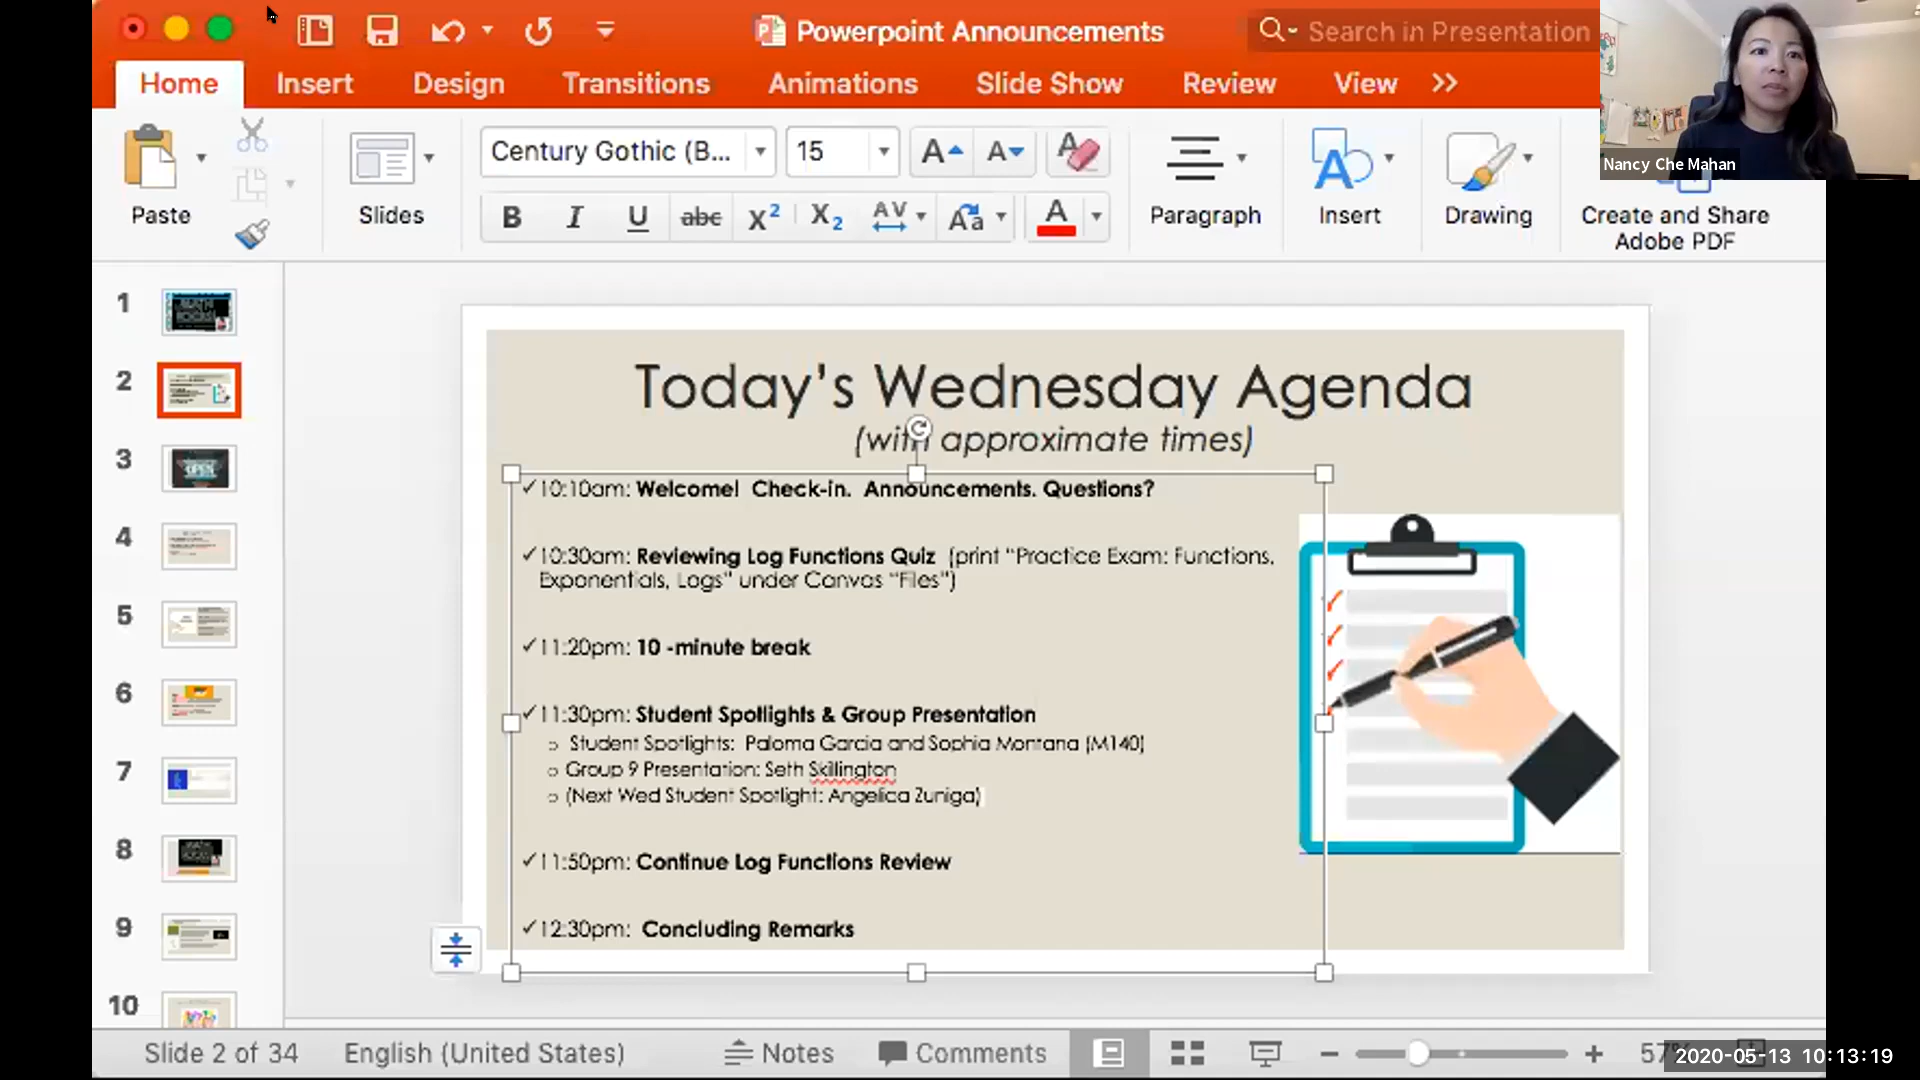 Powerpoint Announcements
Search in Presentation
Home Insert Design Transitions Animations Slide Show Review View
Nancy Che Mahan
Century Gothic (B... 15
Paste Slides Paragraph Insert Drawing Create and Share
Adobe PDF
B I U abc X² X₂ AV Aa A
1
2
3
4
5
6
7
8
9
10
Today's Wednesday Agenda
(with approximate times)
✓10:10am: Welcome! Check-in. Announcements. Questions?
✓10:30am: Reviewing Log Functions Quiz (print “Practice Exam: Functions,
Exponentials, Logs” under Canvas “Files”)
✓11:20pm: 10 -minute break
✓11:30pm: Student Spotlights & Group Presentation
o Student Spotlights: Paloma Garcia and Sophia Montana (M140)
o Group 9 Presentation: Seth Skillington
o (Next Wed Student Spotlight: Angelica Zuniga)
✓11:50pm: Continue Log Functions Review
✓12:30pm: Concluding Remarks
Slide 2 of 34 English (United States) Notes Comments 57%
2020-05-13 10:13:19